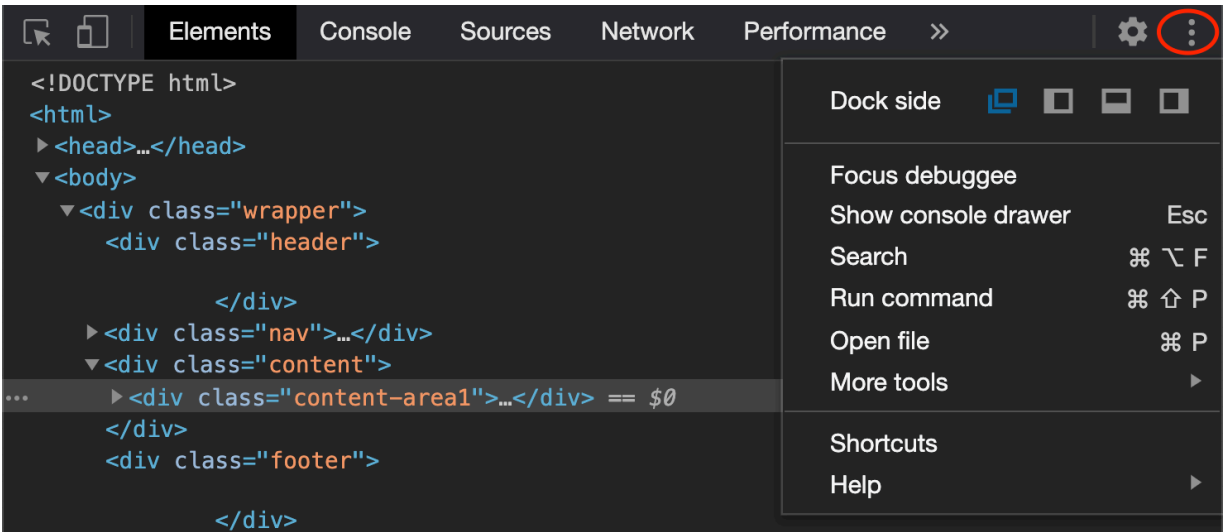 Elements Console Sources Network Performance »
<!DOCTYPE html>
<html>
<head>…</head>
<body>
<div class="wrapper">
<div class="header">
</div>
<div class="nav">…</div>
<div class="content">
<div class="content-area1">…</div> == $0
</div>
<div class="footer">
</div>
Dock side
Focus debuggee
Show console drawer Esc
Search ⌘ ⌥ F
Run command ⌘ ⇧ P
Open file ⌘ P
More tools
Shortcuts
Help